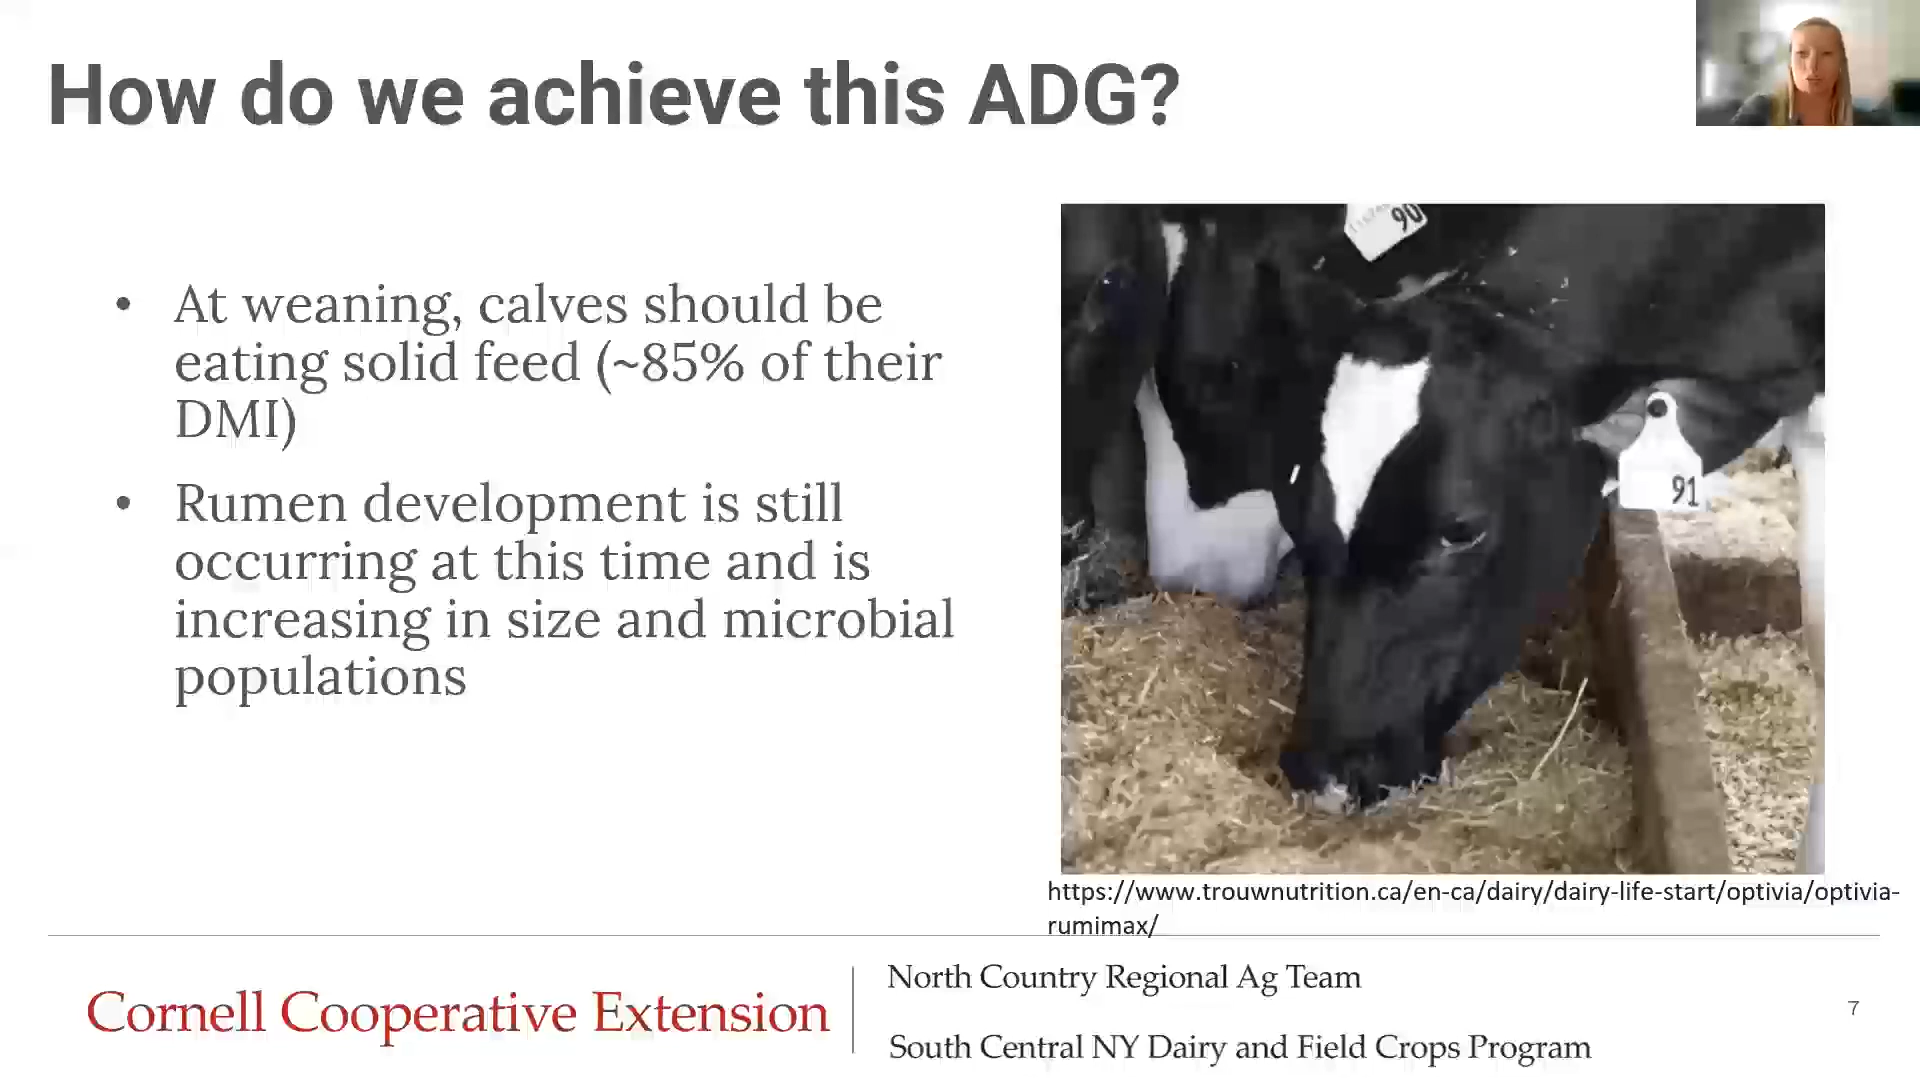 How do we achieve this ADG?
• At weaning, calves should be
eating solid feed (~85% of their
DMI)
• Rumen development is still
occurring at this time and is
increasing in size and microbial
populations
90
91
https://www.trouwnutrition.ca/en-ca/dairy/dairy-life-start/optivia/optivia-
rumimax/
Cornell Cooperative Extension
North Country Regional Ag Team
South Central NY Dairy and Field Crops Program
7